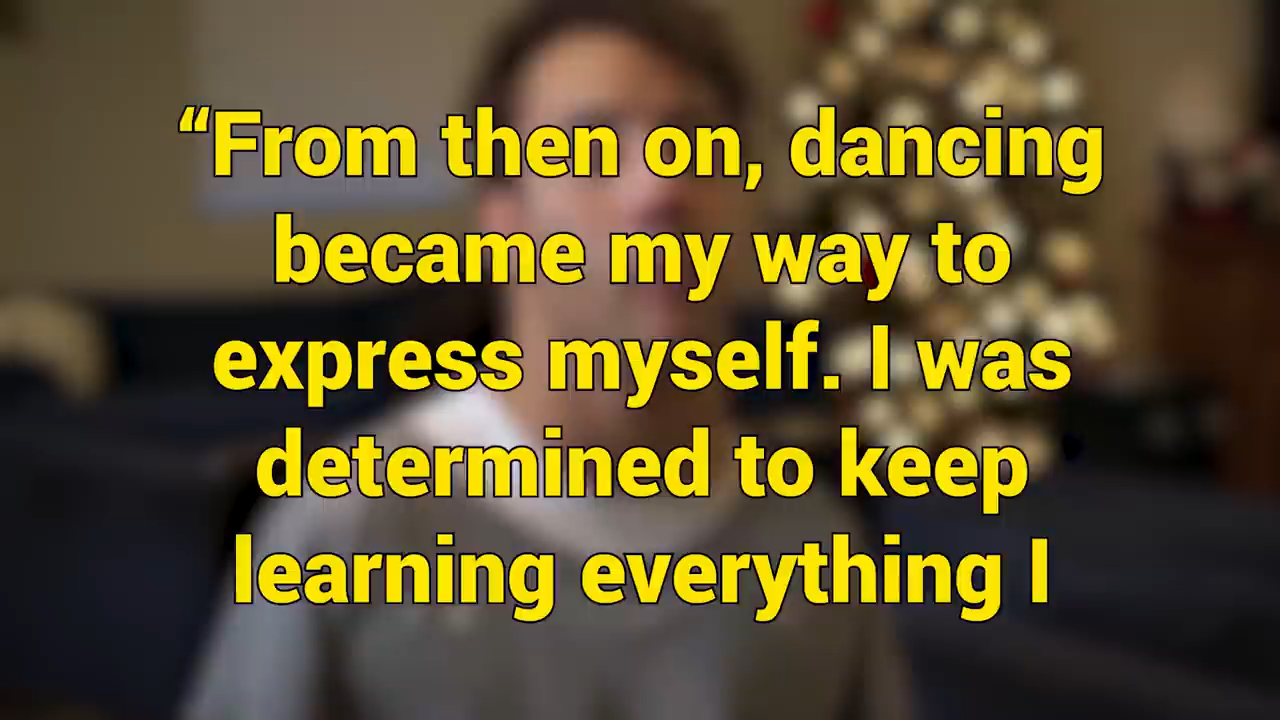 “From then on, dancing
became my way to
express myself. I was
determined to keep
learning everything I